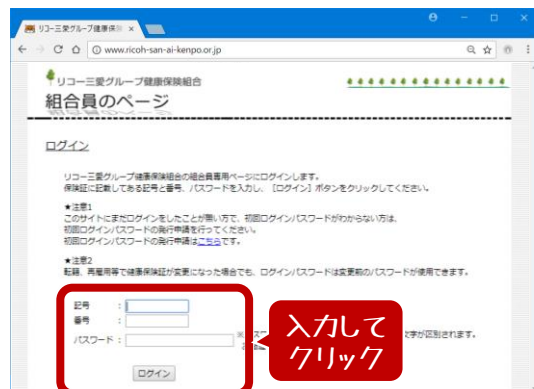 リコー三愛グループ健康保
www.ricoh-san-ai-kenpo.or.jp
リコー三愛グループ健康保険組合
組合員のページ
ログイン
リコー三愛グループ健康保険組合の組合員専用ページにログインします。
保険証に記載してある記号と番号、パスワードを入力し、［ログイン］ボタンをクリックしてください。
★注意1
このサイトにまだログインをしたことが無い方で、初回ログインパスワードがわからない方は、
初回ログインパスワードの発行申請を行ってください。
初回ログインパスワードの発行申請はこちらです。
★注意2
転籍、再雇用等で健康保険証が変更になった場合でも、ログインパスワードは変更前のパスワードが使用できます。
記号 ：
番号 ：
パスワード ：
字が区別されます。
ログイン
入力して
クリック